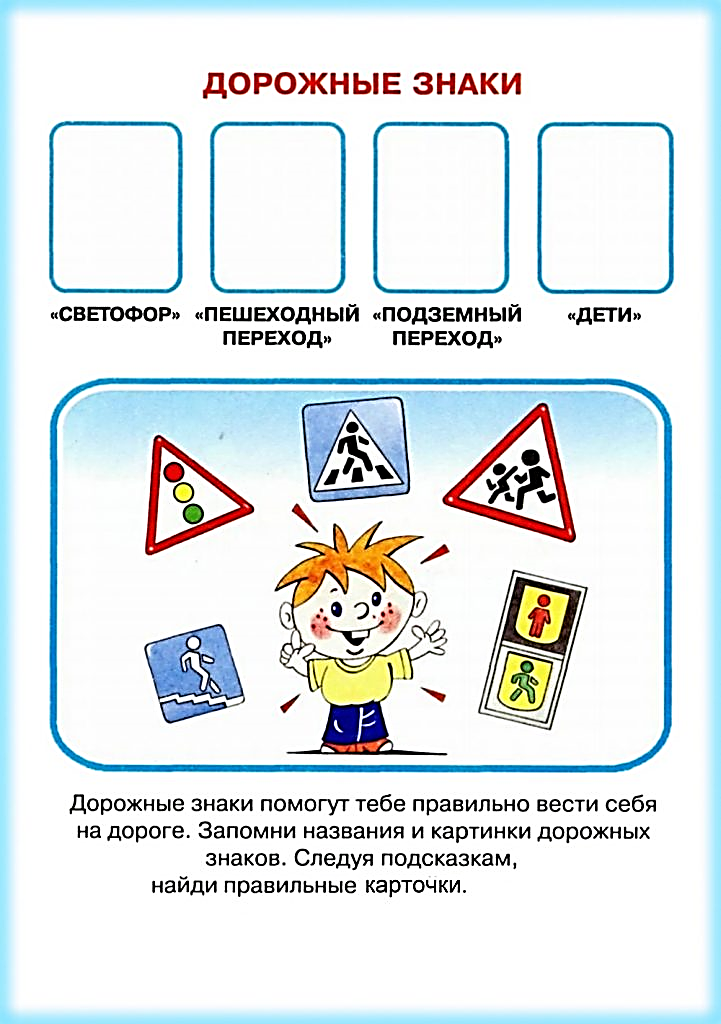 ДОРОЖНЫЕ ЗНАКИ
«СВЕТОФОР» «ПЕШЕХОДНЫЙ ПЕРЕХОД» «ПОДЗЕМНЫЙ ПЕРЕХОД» «ДЕТИ»
Дорожные знаки помогут тебе правильно вести себя
на дороге. Запомни названия и картинки дорожных
знаков. Следуя подсказкам,
найди правильные карточки.